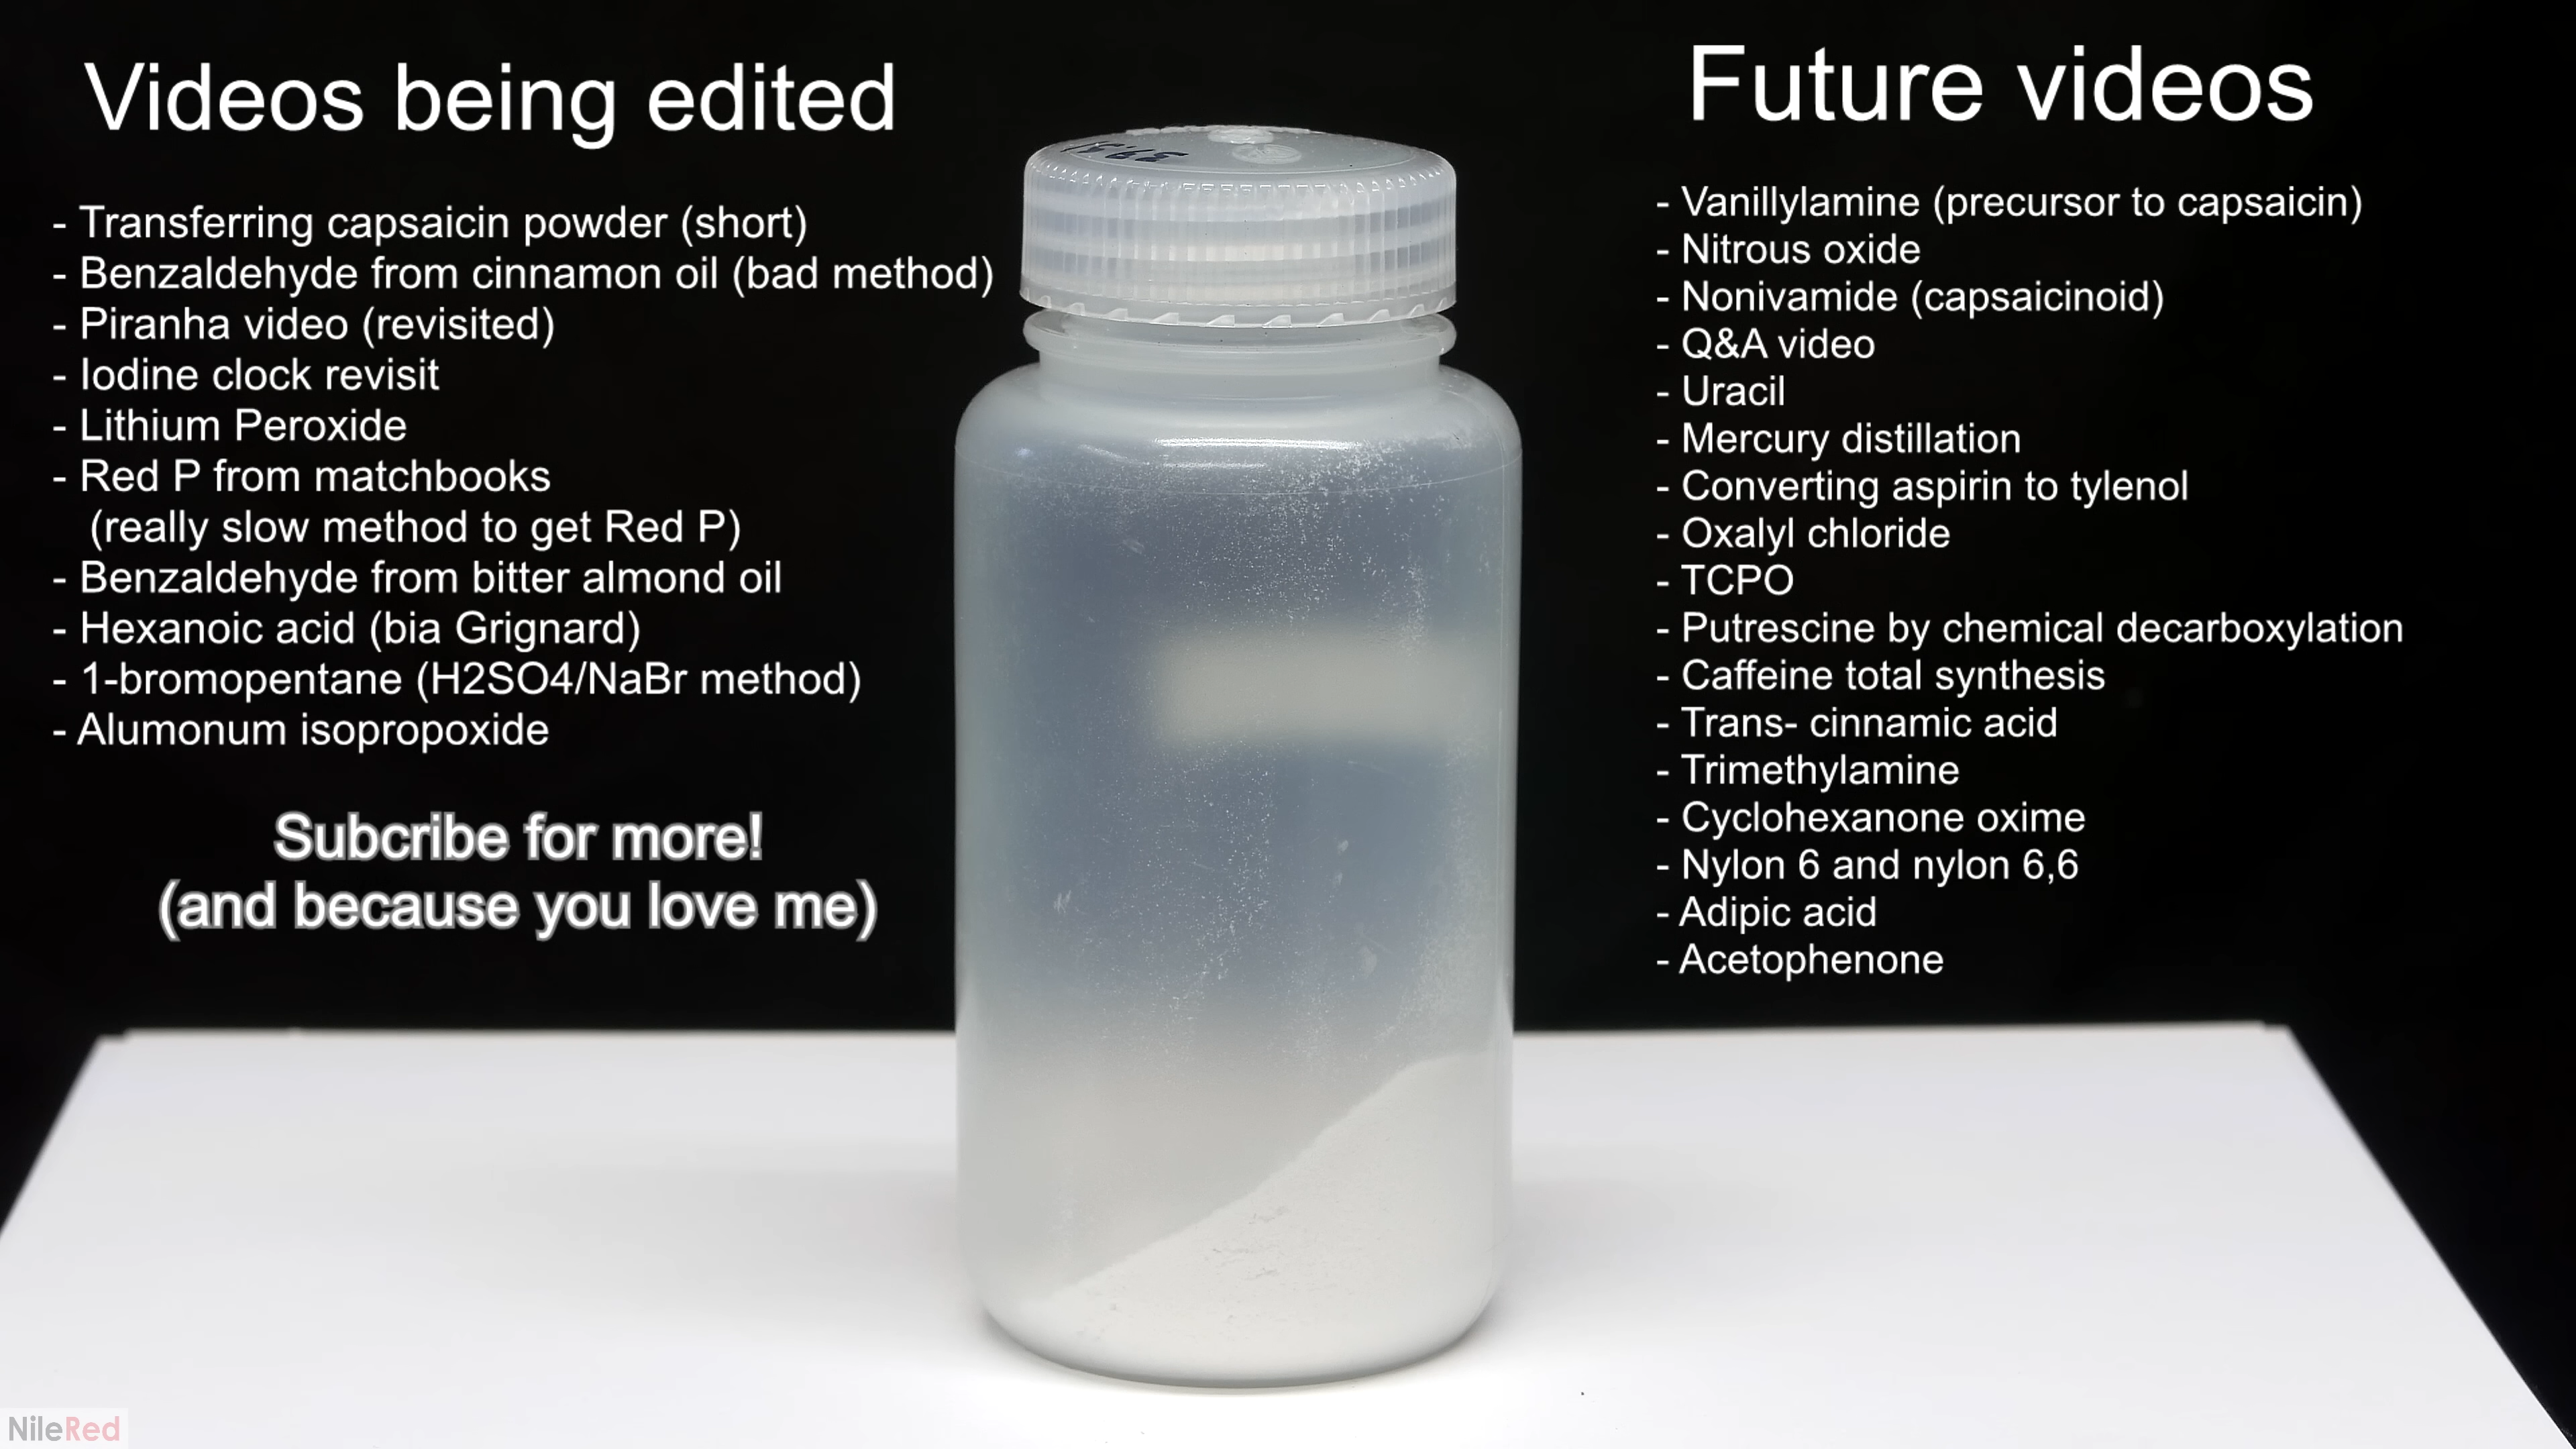 Videos being edited
- Transferring capsaicin powder (short)
- Benzaldehyde from cinnamon oil (bad method)
- Piranha video (revisited)
- Iodine clock revisit
- Lithium Peroxide
- Red P from matchbooks
(really slow method to get Red P)
- Benzaldehyde from bitter almond oil
- Hexanoic acid (bia Grignard)
- 1-bromopentane (H2SO4/NaBr method)
- Alumonum isopropoxide
Subcribe for more!
(and because you love me)
Future videos
- Vanillylamine (precursor to capsaicin)
- Nitrous oxide
- Nonivamide (capsaicinoid)
- Q&A video
- Uracil
- Mercury distillation
- Converting aspirin to tylenol
- Oxalyl chloride
- TCPO
- Putrescine by chemical decarboxylation
- Caffeine total synthesis
- Trans- cinnamic acid
- Trimethylamine
- Cyclohexanone oxime
- Nylon 6 and nylon 6,6
- Adipic acid
- Acetophenone
NileRed